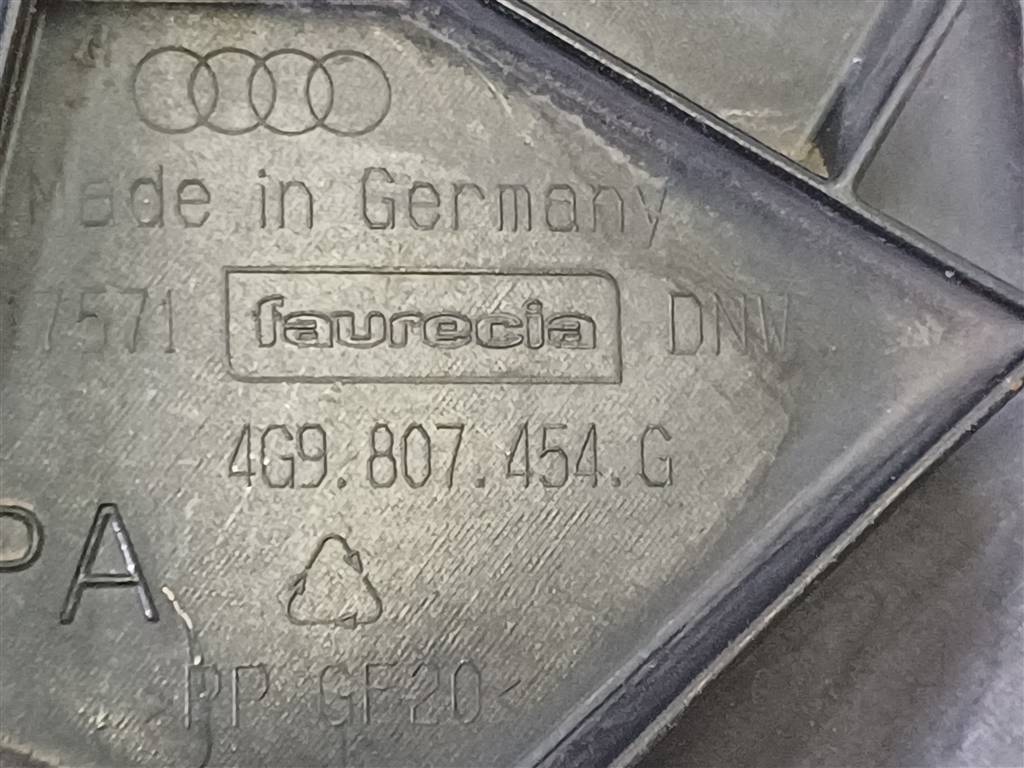 Made in Germany
7571 faurecia DNW
4G9.807.454.G
PA
>PP GF20<